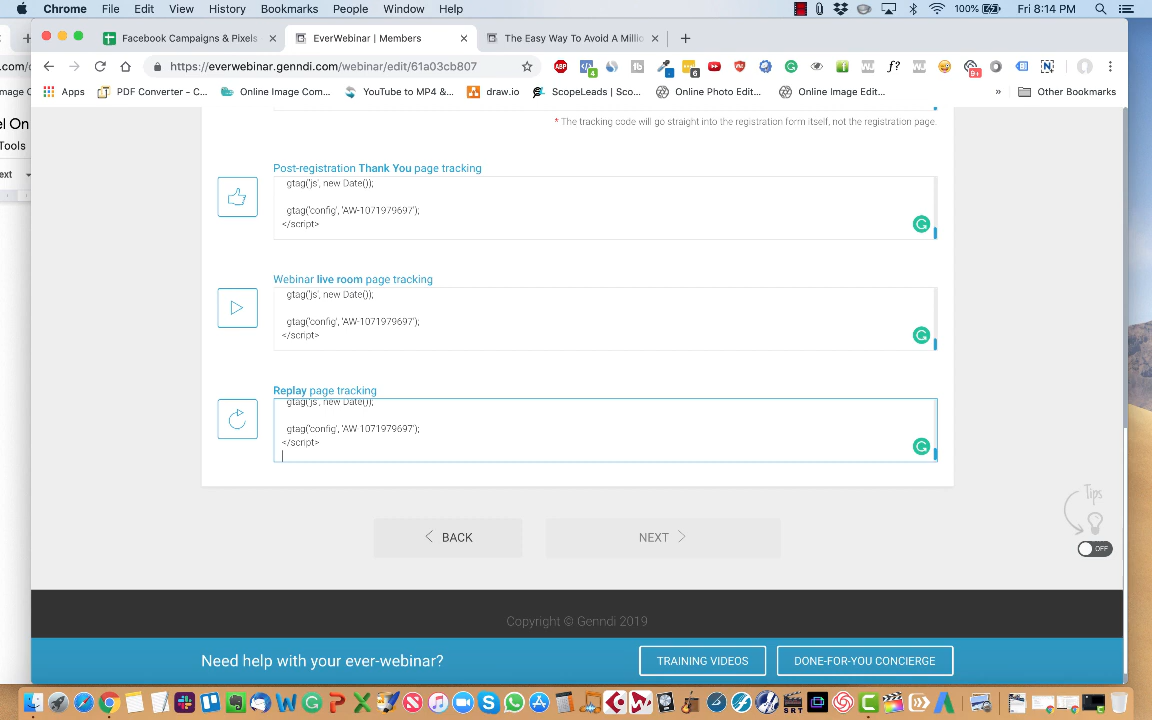 Chrome File Edit View History Bookmarks People Window Help 100% Fri 8:14 PM
Facebook Campaigns & Pixels
EverWebinar | Members
The Easy Way To Avoid A Millio
https://everwebinar.genndi.com/webinar/edit/61a03cb807
Apps
PDF Converter - C...
Online Image Com...
YouTube to MP4 &...
draw.io
ScopeLeads | Sco...
Online Photo Edit...
Online Image Edit...
»
Other Bookmarks
* The tracking code will go straight into the registration form itself, not the registration page.
Post-registration Thank You page tracking
gtag('js', new Date());
gtag('config', 'AW-1071979697');
</script>
Webinar live room page tracking
gtag('js', new Date());
gtag('config', 'AW-1071979697');
</script>
Replay page tracking
gtag('js', new Date());
gtag('config', 'AW-1071979697');
</script>
Tips
OFF
BACK
NEXT
Copyright © Genndi 2019
Need help with your ever-webinar?
TRAINING VIDEOS
DONE-FOR-YOU CONCIERGE